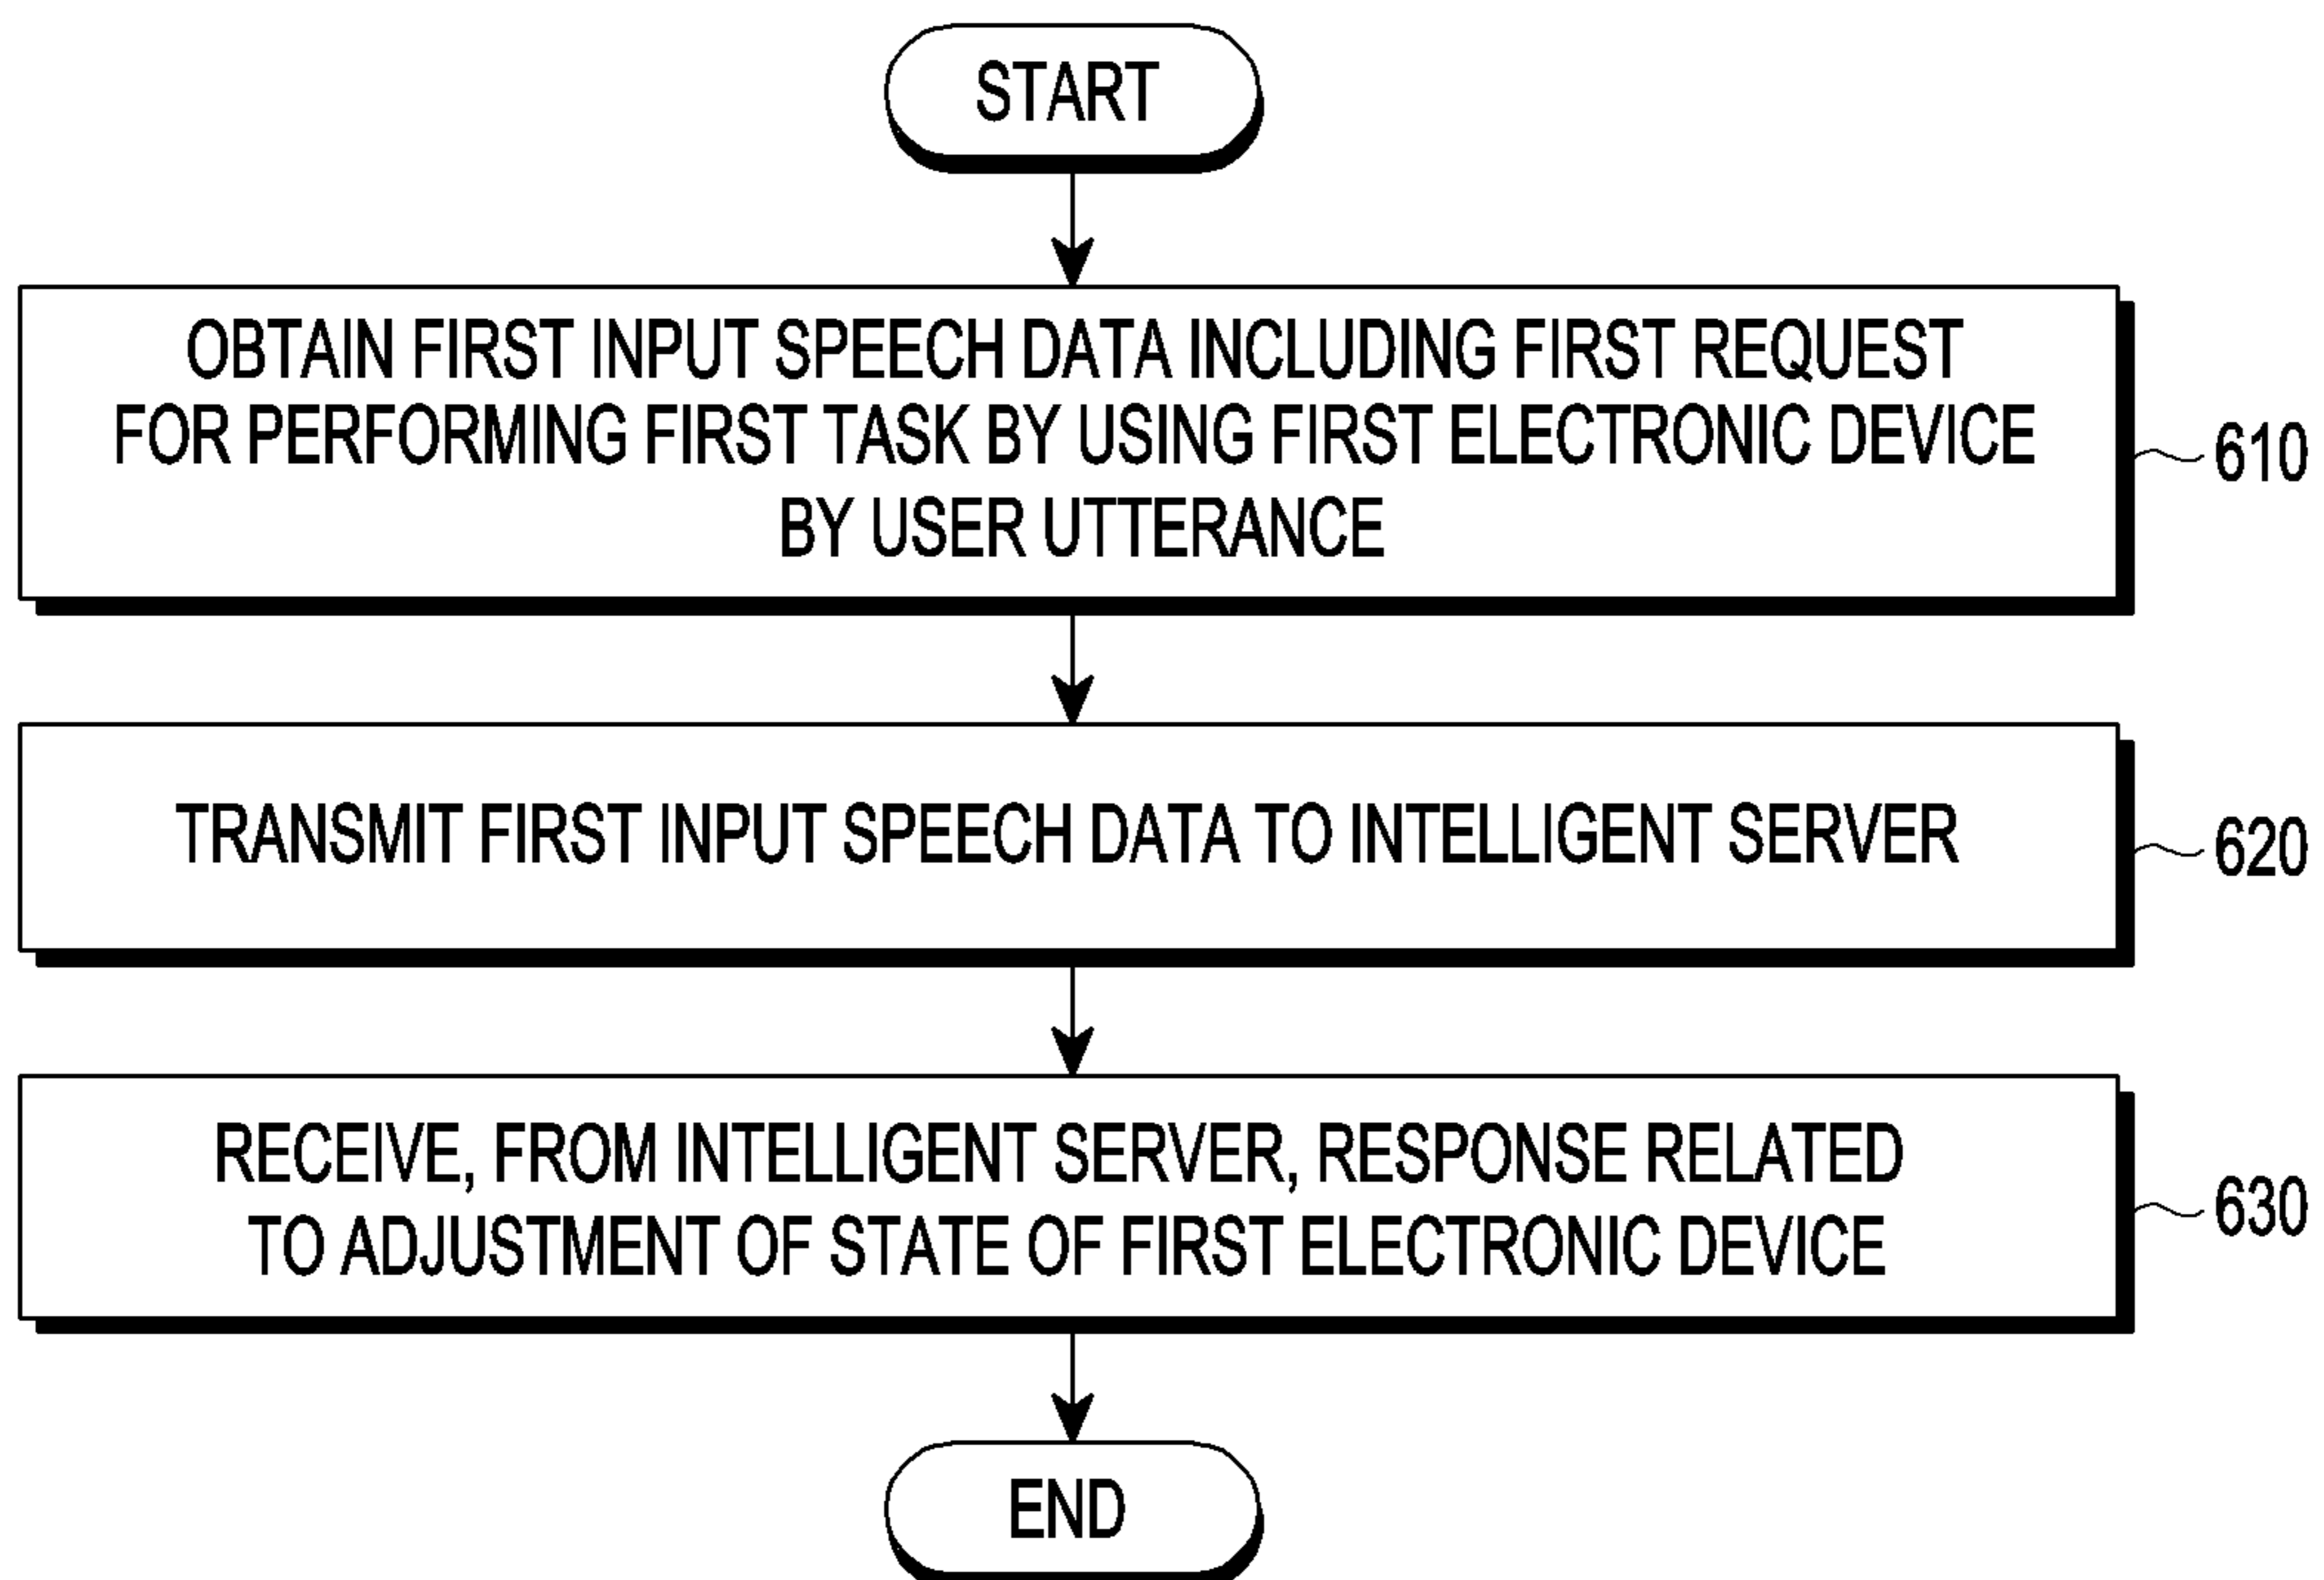 START
OBTAIN FIRST INPUT SPEECH DATA INCLUDING FIRST REQUEST
FOR PERFORMING FIRST TASK BY USING FIRST ELECTRONIC DEVICE
BY USER UTTERANCE
610
TRANSMIT FIRST INPUT SPEECH DATA TO INTELLIGENT SERVER
620
RECEIVE, FROM INTELLIGENT SERVER, RESPONSE RELATED
TO ADJUSTMENT OF STATE OF FIRST ELECTRONIC DEVICE
630
END